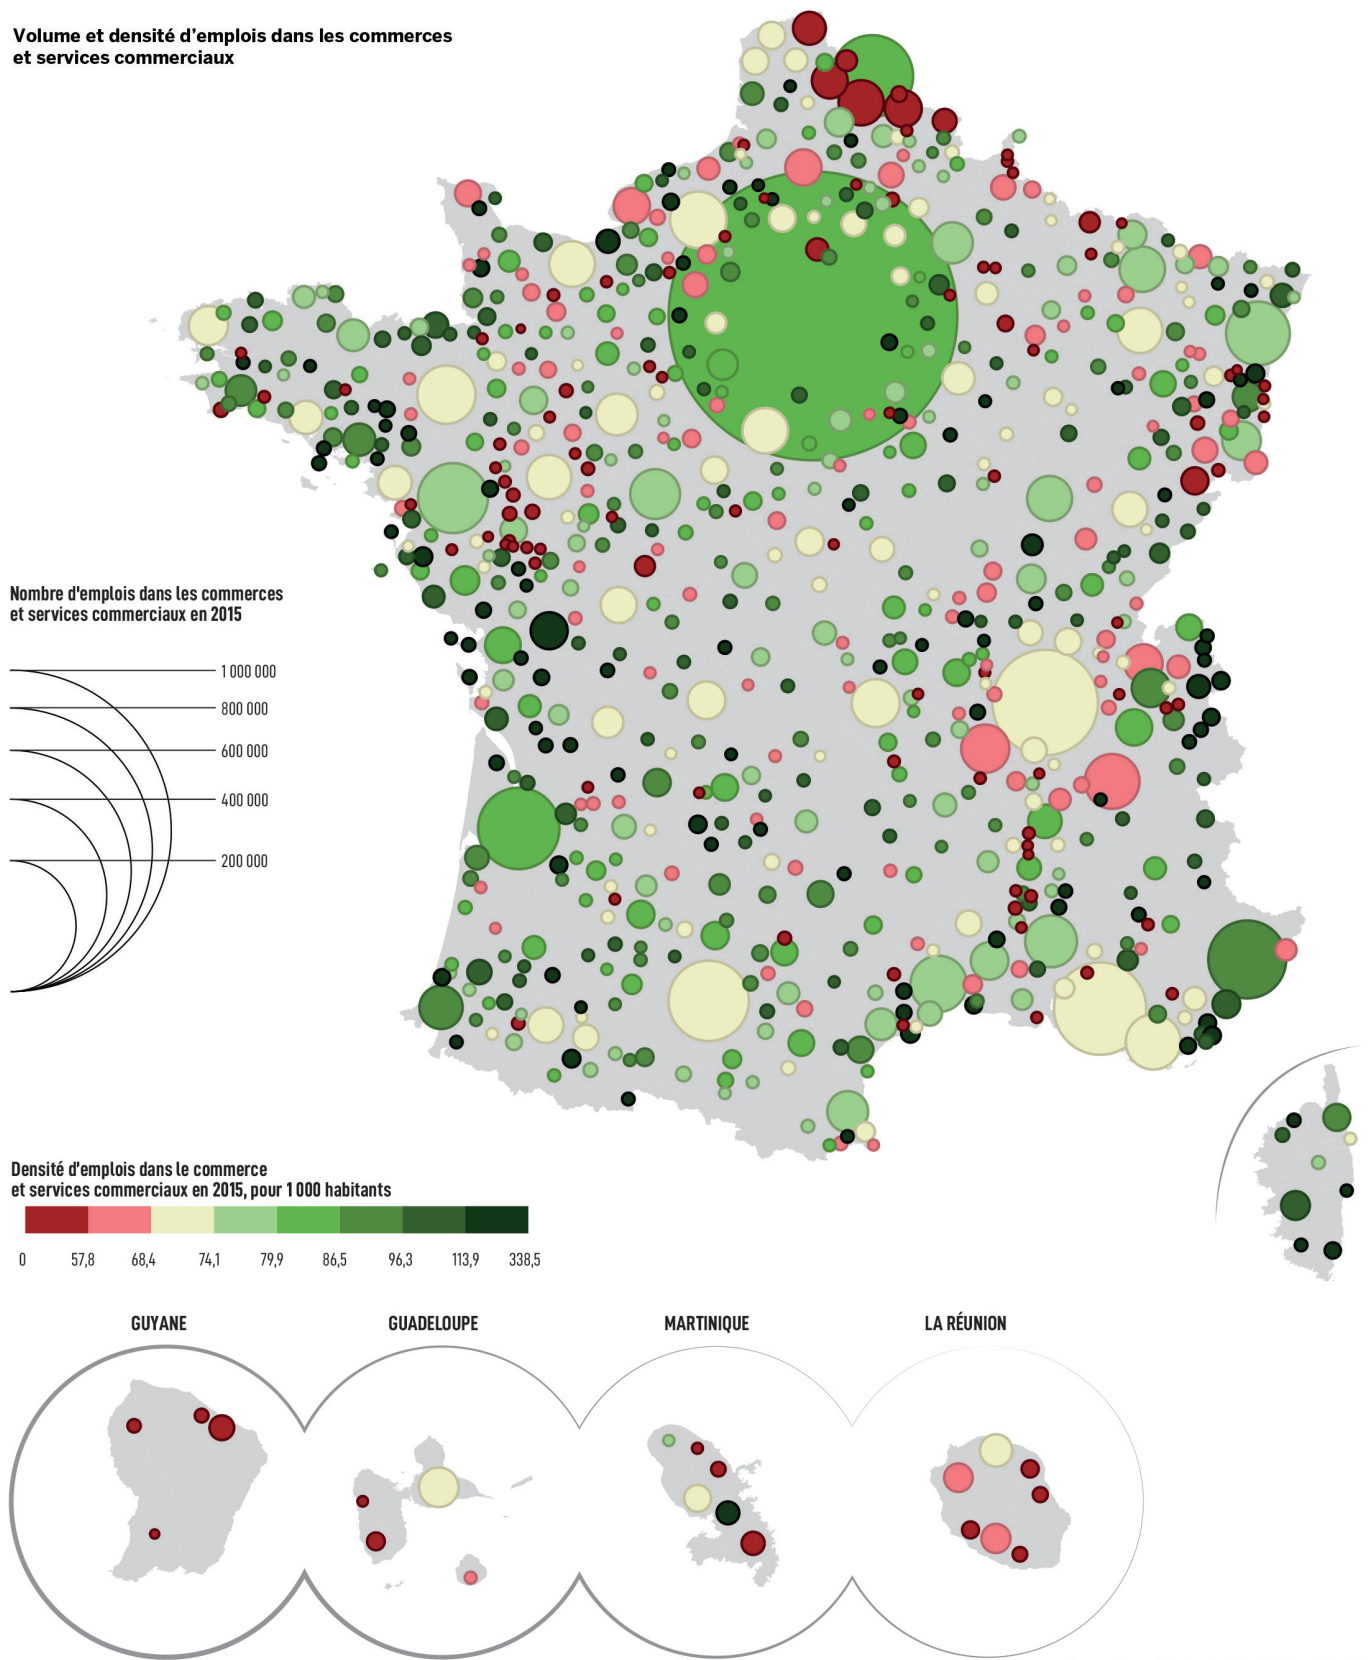 Volume et densité d'emplois dans les commerces
et services commerciaux
Nombre d'emplois dans les commerces
et services commerciaux en 2015
1 000 000
800 000
600 000
400 000
200 000
Densité d'emplois dans le commerce
et services commerciaux en 2015, pour 1 000 habitants
0 57,8 68,4 74,1 79,9 86,5 96,3 113,9 338,5
GUYANE GUADELOUPE MARTINIQUE LA RÉUNION